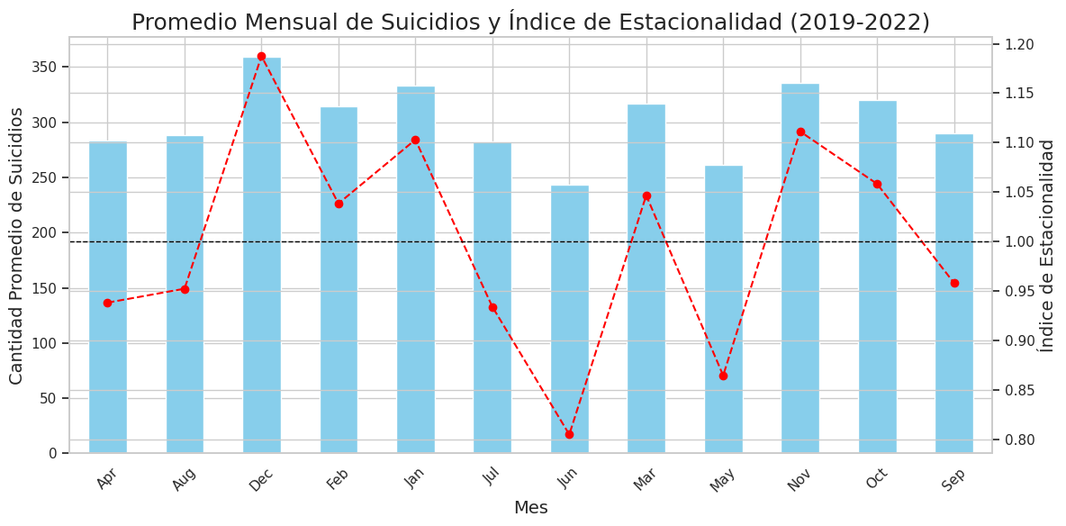 Promedio Mensual de Suicidios y Índice de Estacionalidad (2019-2022)
Cantidad Promedio de Suicidios
350
300
250
200
150
100
50
0
1.20
1.15
1.10
1.05
1.00
0.95
0.90
0.85
0.80
Índice de Estacionalidad
Apr
Aug
Dec
Feb
Jan
Jul
Jun
Mar
May
Nov
Oct
Sep
Mes